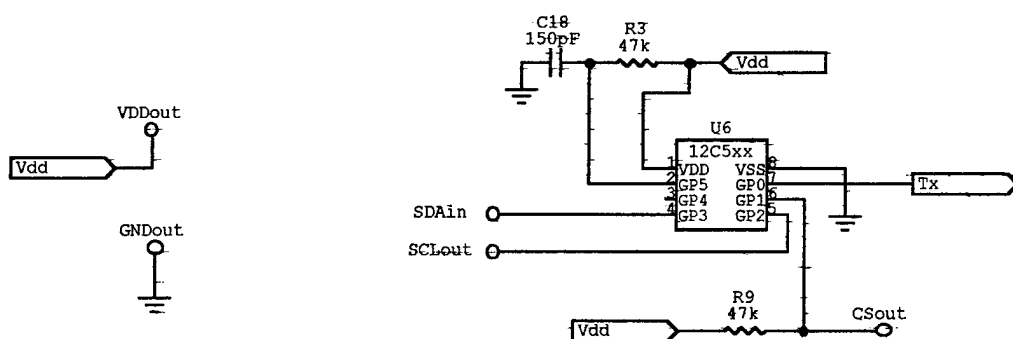 C18
150pF
R3
47k
Vdd
VDDout
Vdd
U6
12C5xx
1 VDD VSS 8
2 GP5 GP0 7
3 GP4 GP1 6
4 GP3 GP2 5
Tx
SDAin
GNDout
SCLout
R9
47k
CSout
Vdd